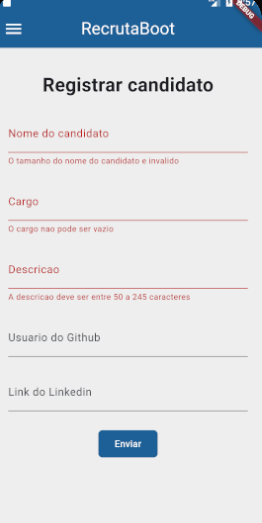 DEBUG
RecrutaBoot
Registrar candidato
Nome do candidato
O tamanho do nome do candidato e invalido
Cargo
O cargo nao pode ser vazio
Descricao
A descricao deve ser entre 50 a 245 caracteres
Usuario do Github
Link do Linkedin
Enviar